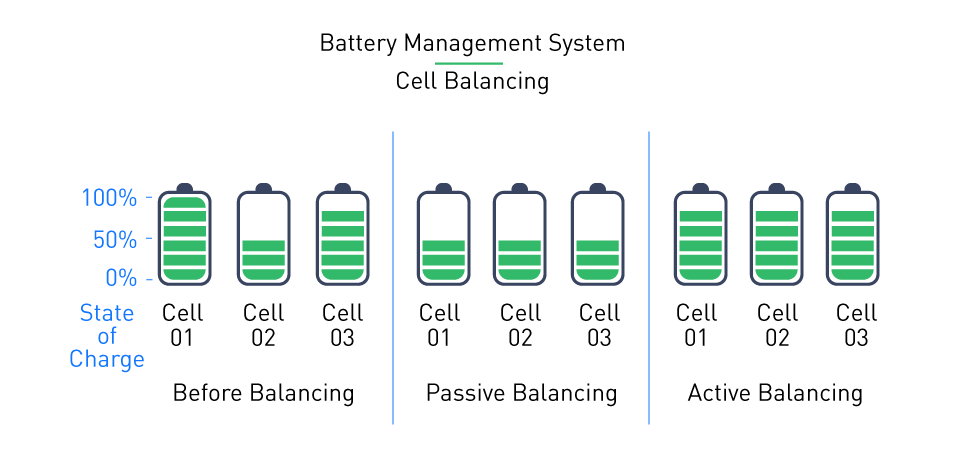 Battery Management System
Cell Balancing
100%
50%
0%
State
of
Charge
Cell
01
Cell
02
Cell
03
Before Balancing
Cell
01
Cell
02
Cell
03
Passive Balancing
Cell
01
Cell
02
Cell
03
Active Balancing